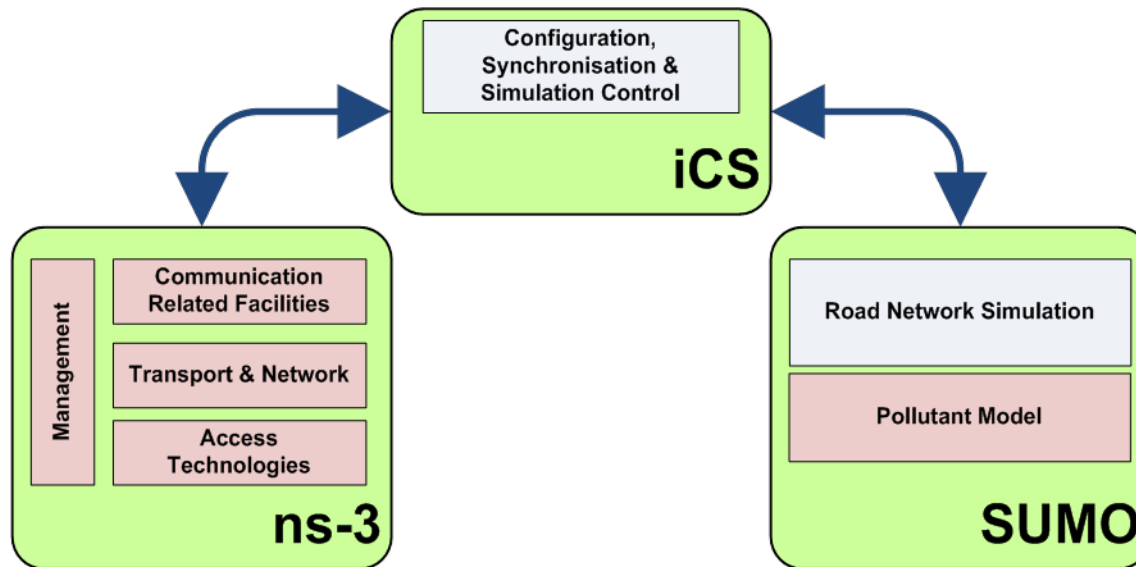 Configuration,
Synchronisation &
Simulation Control
iCS
Management
Communication
Related Facilities
Transport & Network
Access
Technologies
ns-3
Road Network Simulation
Pollutant Model
SUMO